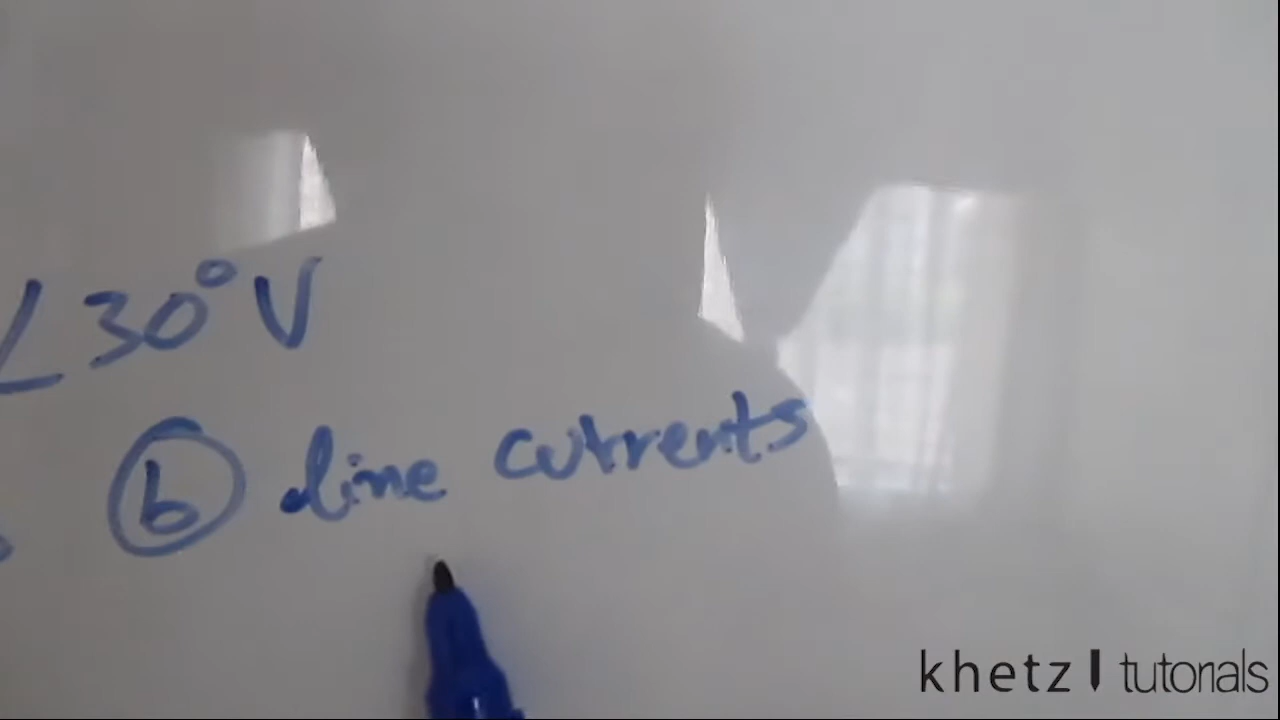 ∠30°V
ⓑ line currents
khetz tutorials